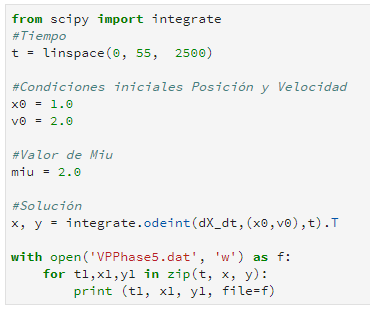 from scipy import integrate
#Tiempo
t = linspace(0, 55,  2500)
#Condiciones iniciales Posición y Velocidad
x0 = 1.0
v0 = 2.0
#Valor de Miu
miu = 2.0
#Solución
x, y = integrate.odeint(dX_dt,(x0,v0),t).T
with open('VPPhase5.dat', 'w') as f:
    for t1,x1,y1 in zip(t, x, y):
        print (t1, x1, y1, file=f)